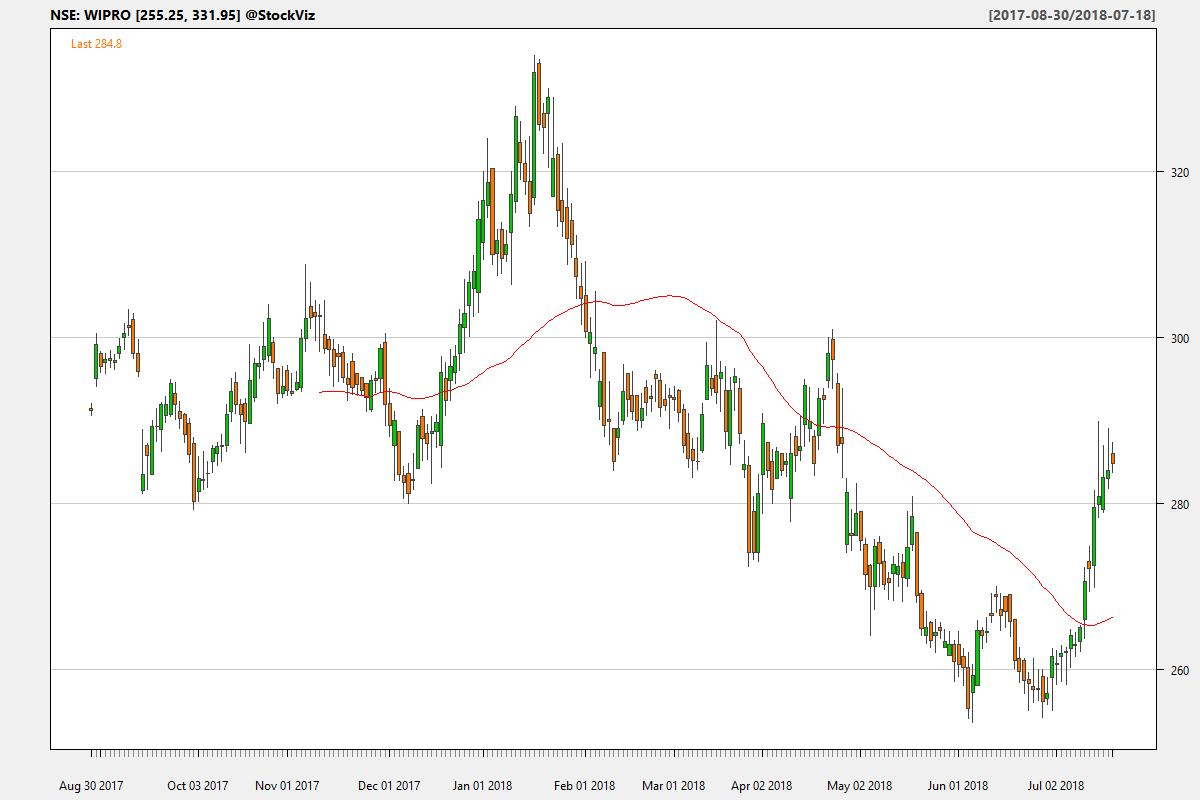 NSE: WIPRO [255.25, 331.95] @StockViz
[2017-08-30/2018-07-18]
Last 284.8
320
300
280
260
Aug 30 2017
Oct 03 2017
Nov 01 2017
Dec 01 2017
Jan 01 2018
Feb 01 2018
Mar 01 2018
Apr 02 2018
May 02 2018
Jun 01 2018
Jul 02 2018